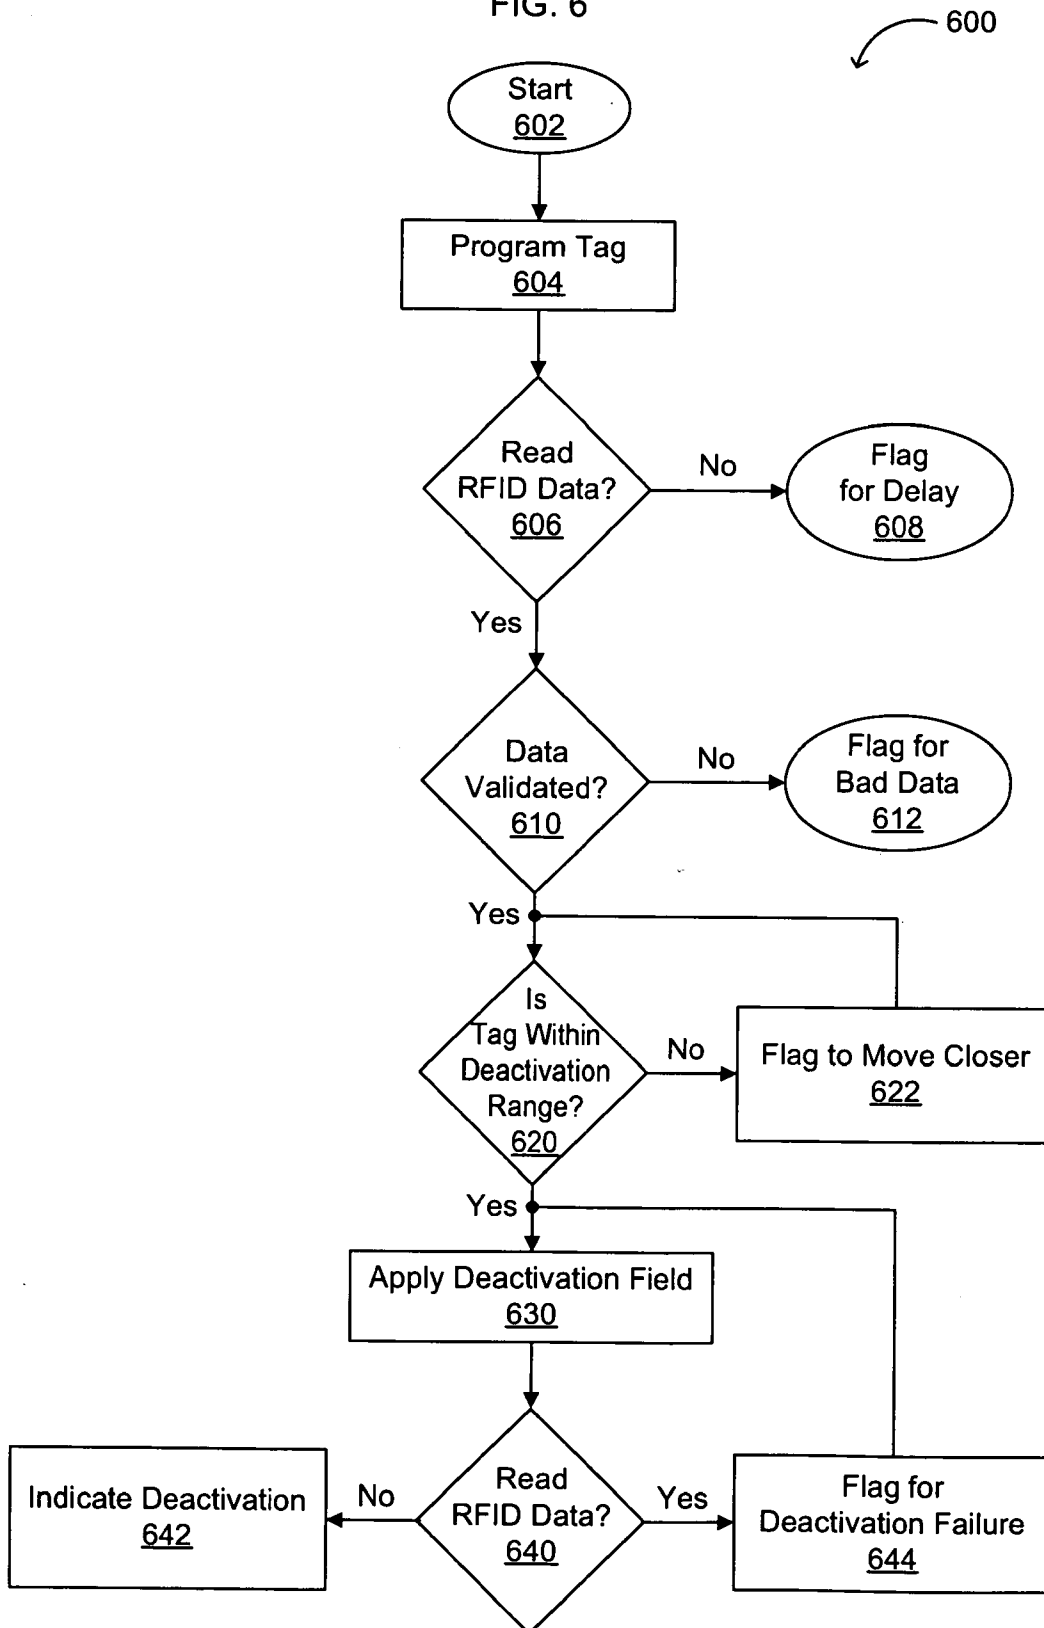 FIG. 6
600
Start
602
Program Tag
604
Read
RFID Data?
606
No
Flag
for Delay
608
Yes
Data
Validated?
610
No
Flag for
Bad Data
612
Yes
Is
Tag Within
Deactivation
Range?
620
No
Flag to Move Closer
622
Yes
Apply Deactivation Field
630
Read
RFID Data?
640
No
Indicate Deactivation
642
Yes
Flag for
Deactivation Failure
644